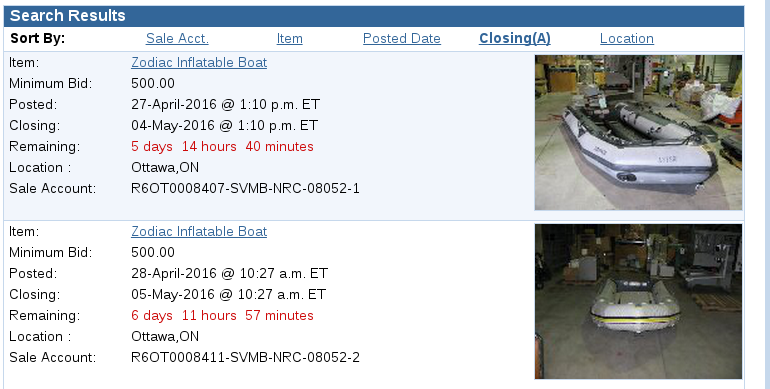 Search Results
Sort By: Sale Acct. Item Posted Date Closing(A) Location
Item: Zodiac Inflatable Boat
Minimum Bid: 500.00
Posted: 27-April-2016 @ 1:10 p.m. ET
Closing: 04-May-2016 @ 1:10 p.m. ET
Remaining: 5 days 14 hours 40 minutes
Location : Ottawa,ON
Sale Account: R6OT0008407-SVMB-NRC-08052-1
Item: Zodiac Inflatable Boat
Minimum Bid: 500.00
Posted: 28-April-2016 @ 10:27 a.m. ET
Closing: 05-May-2016 @ 10:27 a.m. ET
Remaining: 6 days 11 hours 57 minutes
Location : Ottawa,ON
Sale Account: R6OT0008411-SVMB-NRC-08052-2